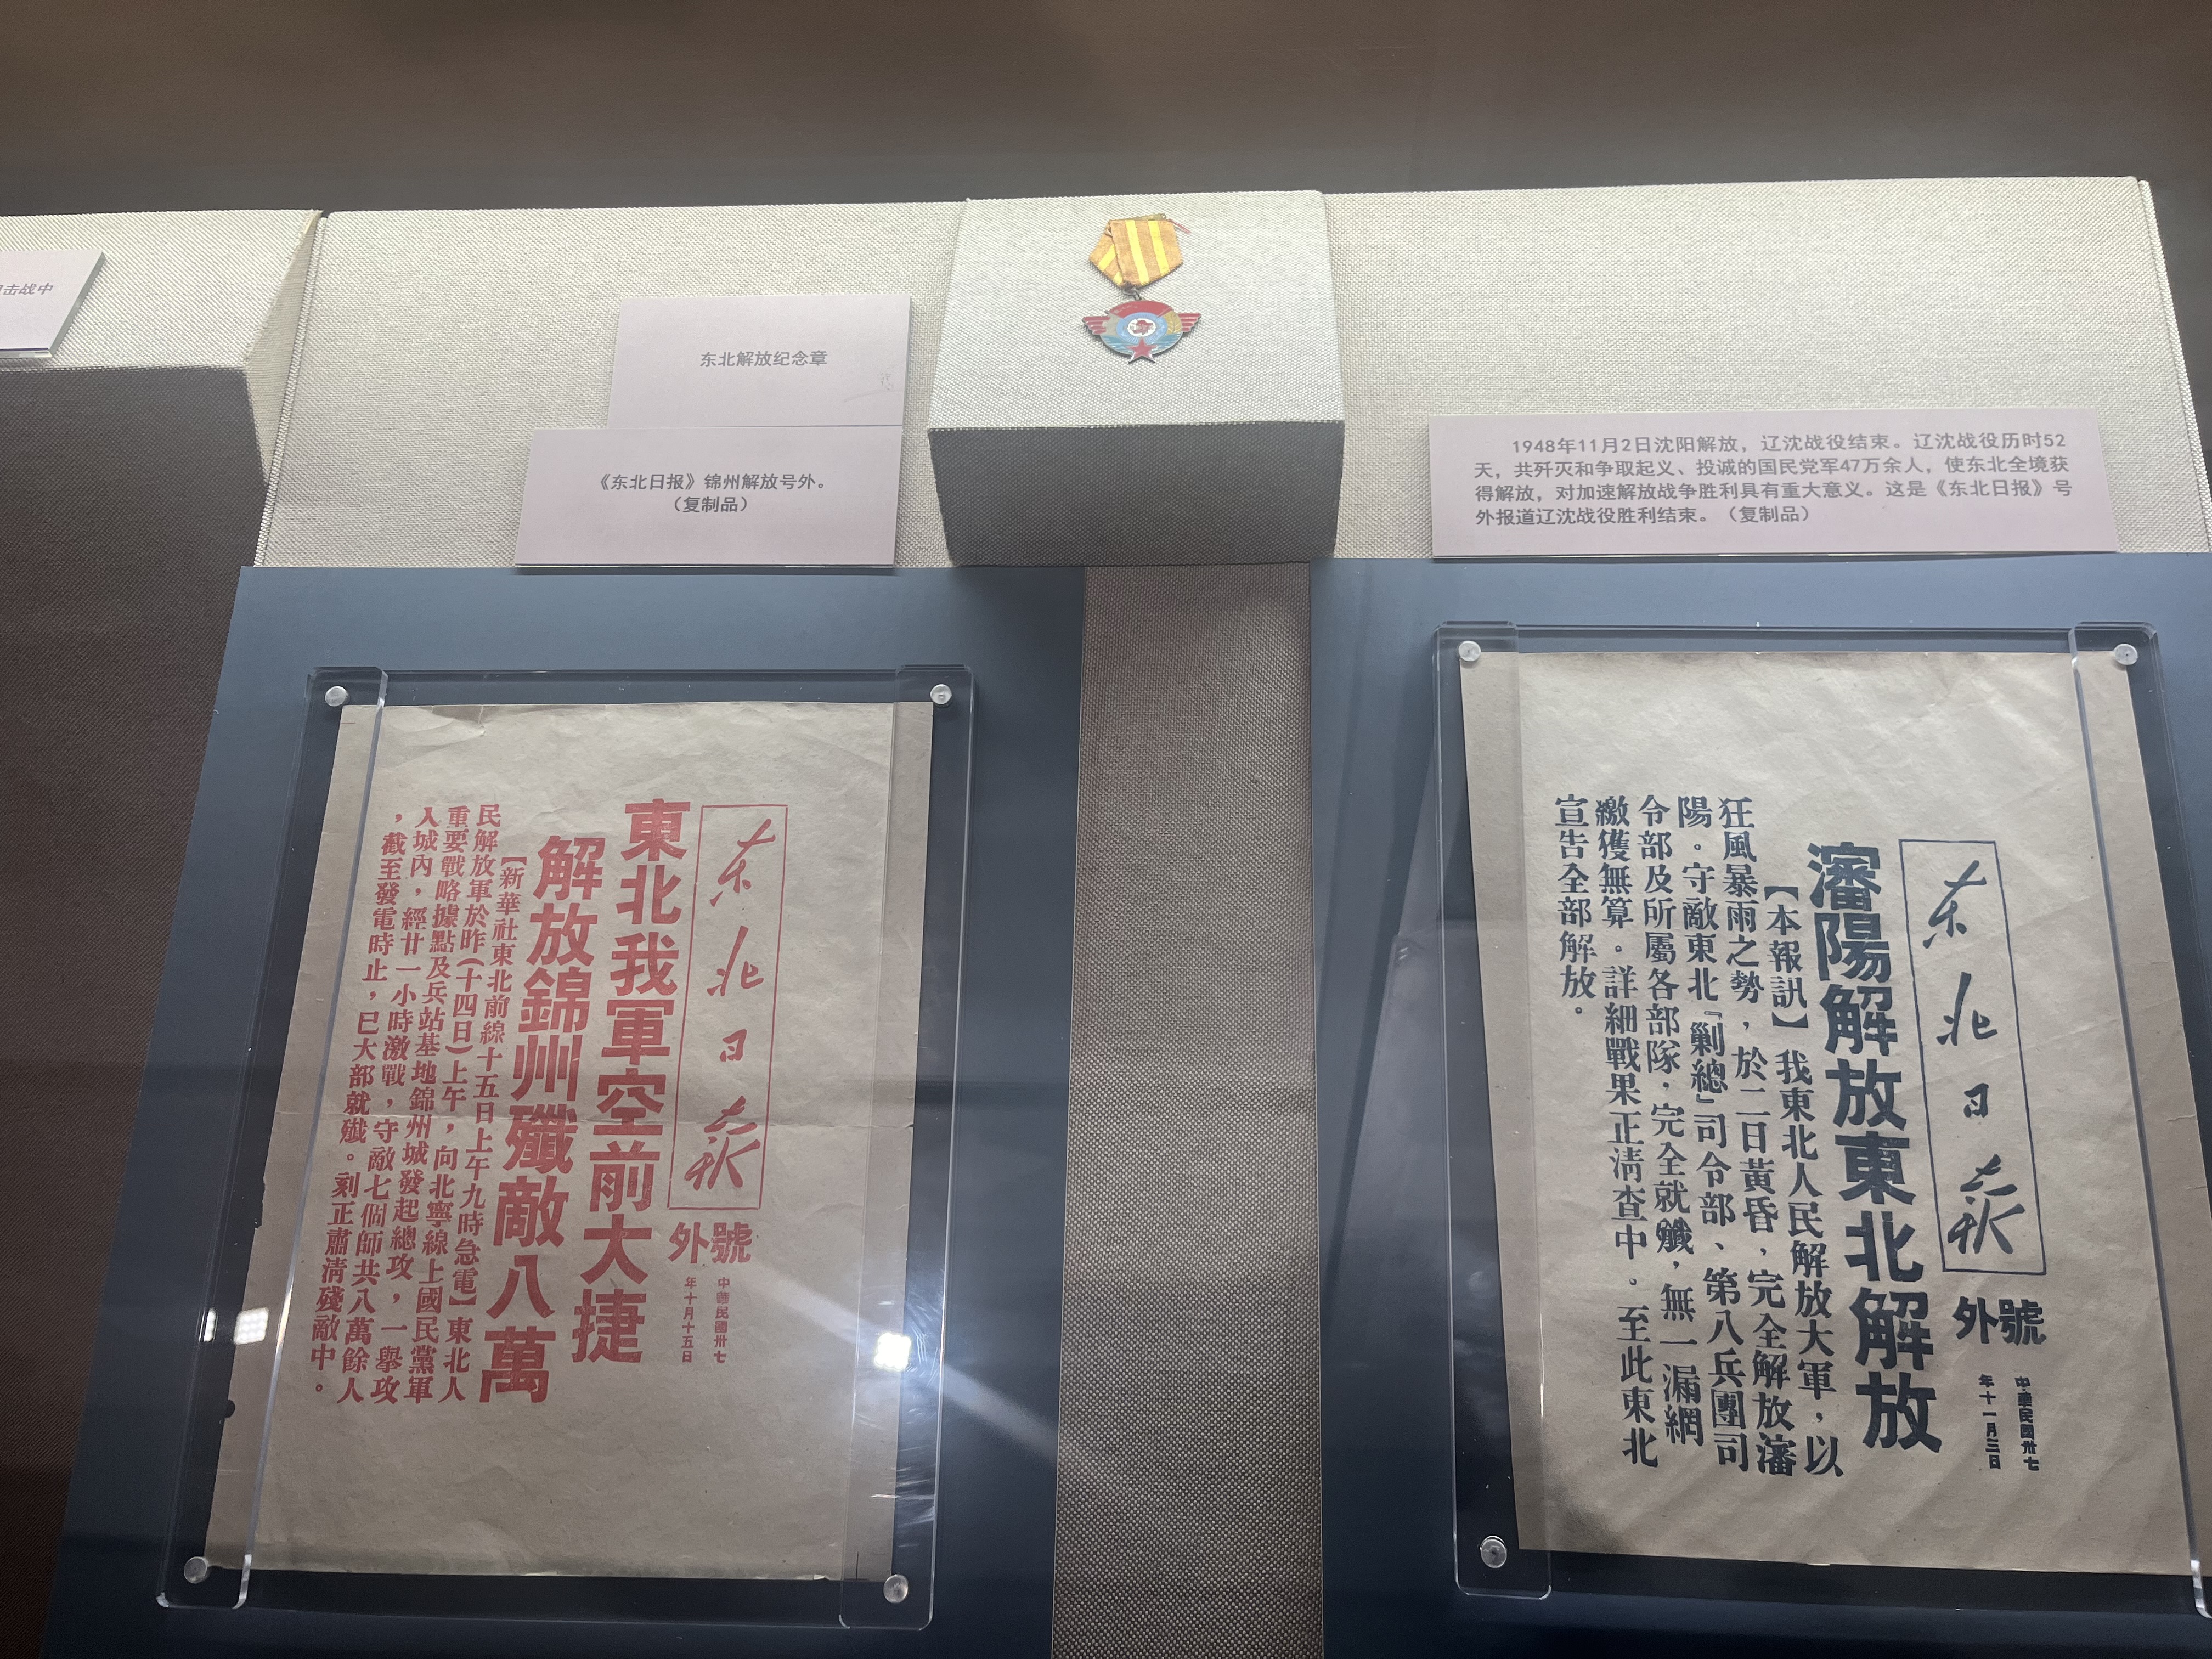 击战中
东北解放纪念章
《东北日报》锦州解放号外。
（复制品）
1948年11月2日沈阳解放，辽沈战役结束。辽沈战役历时52
天，共歼灭和争取起义、投诚的国民党军47万余人，使东北全境获
得解放，对加速解放战争胜利具有重大意义。这是《东北日报》号
外报道辽沈战役胜利结束。（复制品）
东北日报
號外
中華民國卅七
年十月十五日
東北我軍空前大捷
解放錦州殲敵八萬
【新華社東北前線十五日上午九時急電】東北人
民解放軍於昨（十四日）上午，向北寧線上國民黨軍
重要戰略據點及兵站基地錦州城發起總攻，一舉攻
入城內，經廿一小時激戰，守敵七個師共八萬餘人
，截至發電時止，已大部就殲。刻正肅清殘敵中。
东北日报
號外
中華民國卅七
年十一月三日
瀋陽解放東北解放
【本報訊】我東北人民解放大軍，以
狂風暴雨之勢，於二日黃昏，完全解放瀋
陽。守敵東北『剿總』司令部、第八兵團司
令部及所屬各部隊，完全就殲，無一漏網
繳獲無算。詳細戰果正清查中。至此東北
宣告全部解放。